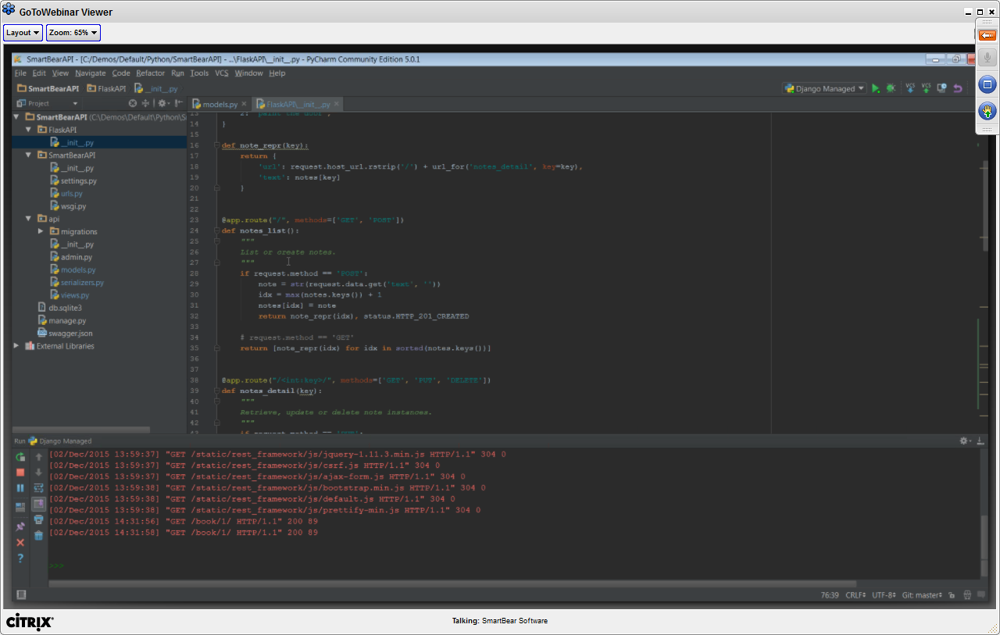 GoToWebinar Viewer
Layout Zoom: 65%
SmartBearAPI - [C:/Demos/Default/Python/SmartBearAPI] - ...\FlaskAPI\__init__.py - PyCharm Community Edition 5.0.1
File Edit View Navigate Code Refactor Run Tools VCS Window Help
SmartBearAPI FlaskAPI __init__.py Django Managed VCS VCS
Project models.py × FlaskAPI\__init__.py ×
SmartBearAPI (C:\Demos\Default\Python\S
FlaskAPI
__init__.py
SmartBearAPI
__init__.py
settings.py
urls.py
wsgi.py
api
migrations
__init__.py
admin.py
models.py
serializers.py
views.py
db.sqlite3
manage.py
swagger.json
External Libraries
13 2: 'paint the door',
14 }
15
16 def note_repr(key):
17 return {
18 'url': request.host_url.rstrip('/') + url_for('notes_detail', key=key),
19 'text': notes[key]
20 }
21
22
23 @app.route("/", methods=['GET', 'POST'])
24 def notes_list():
25 """
26 List or create notes.
27 """
28 if request.method == 'POST':
29 note = str(request.data.get('text', ''))
30 idx = max(notes.keys()) + 1
31 notes[idx] = note
32 return note_repr(idx), status.HTTP_201_CREATED
33
34 # request.method == 'GET'
35 return [note_repr(idx) for idx in sorted(notes.keys())]
36
37
38 @app.route("/<int:key>/", methods=['GET', 'PUT', 'DELETE'])
39 def notes_detail(key):
40 """
41 Retrieve, update or delete note instances.
42 """
43 if request.method == 'PUT':
Run Django Managed
[02/Dec/2015 13:59:37] "GET /static/rest_framework/js/jquery-1.11.3.min.js HTTP/1.1" 304 0
[02/Dec/2015 13:59:37] "GET /static/rest_framework/js/csrf.js HTTP/1.1" 304 0
[02/Dec/2015 13:59:37] "GET /static/rest_framework/js/ajax-form.js HTTP/1.1" 304 0
[02/Dec/2015 13:59:38] "GET /static/rest_framework/js/bootstrap.min.js HTTP/1.1" 304 0
[02/Dec/2015 13:59:38] "GET /static/rest_framework/js/default.js HTTP/1.1" 304 0
[02/Dec/2015 13:59:38] "GET /static/rest_framework/js/prettify-min.js HTTP/1.1" 304 0
[02/Dec/2015 14:31:56] "GET /book/1/ HTTP/1.1" 200 89
[02/Dec/2015 14:31:58] "GET /book/1/ HTTP/1.1" 200 89
>>>
76:39 CRLF UTF-8 Git: master
CITRIX
Talking: SmartBear Software